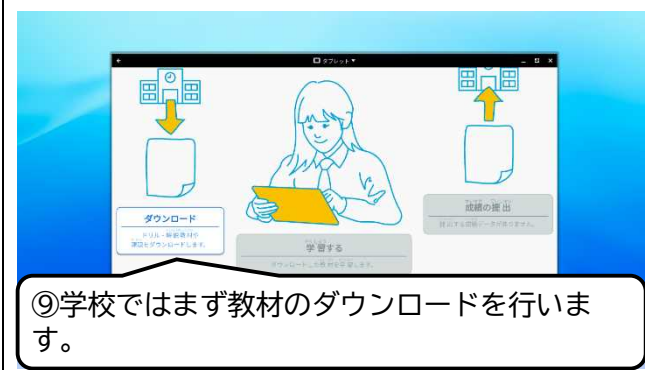 タブレット
ダウンロード
ドリル・解説教材や
課題をダウンロードします。
学習する
ダウンロードした教材を学習します。
成績の提出
提出する成績データがありません。
⑨学校ではまず教材のダウンロードを行いま
す。